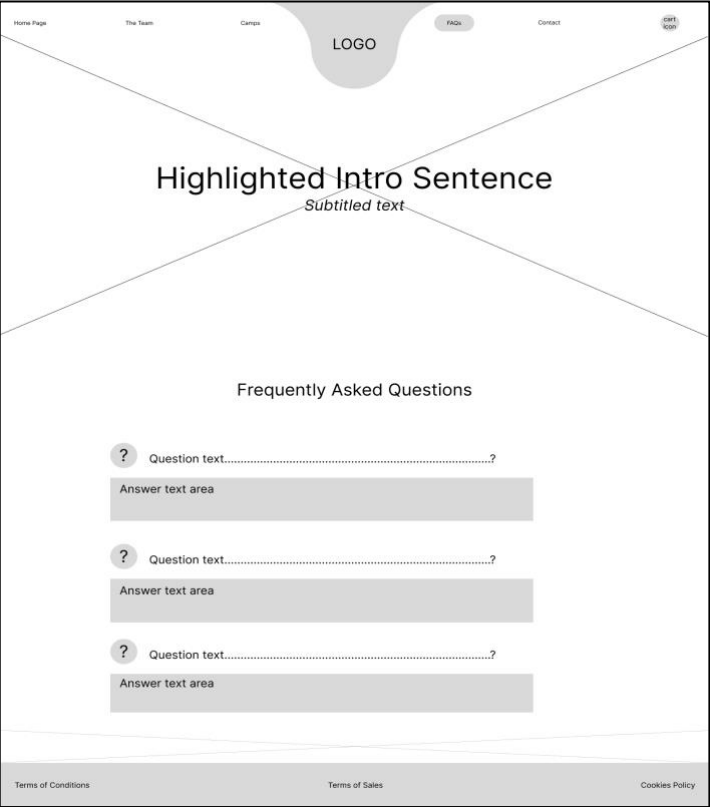 Home Page
The Team
Camps
LOGO
FAQs
Contact
cart
icon
Highlighted Intro Sentence
Subtitled text
Frequently Asked Questions
? Question text................................................................................?
Answer text area
? Question text................................................................................?
Answer text area
? Question text................................................................................?
Answer text area
Terms of Conditions
Terms of Sales
Cookies Policy